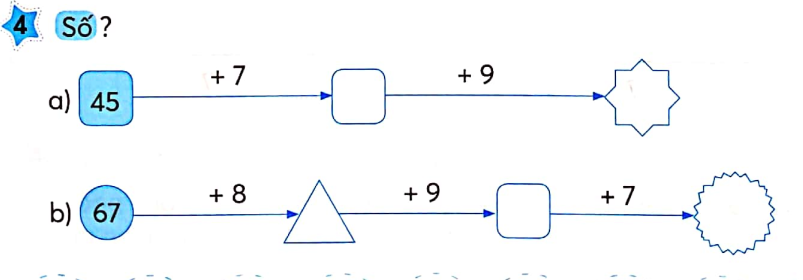 4 Số ?
+ 7 + 9
a) 45
+ 8 + 9 + 7
b) 67